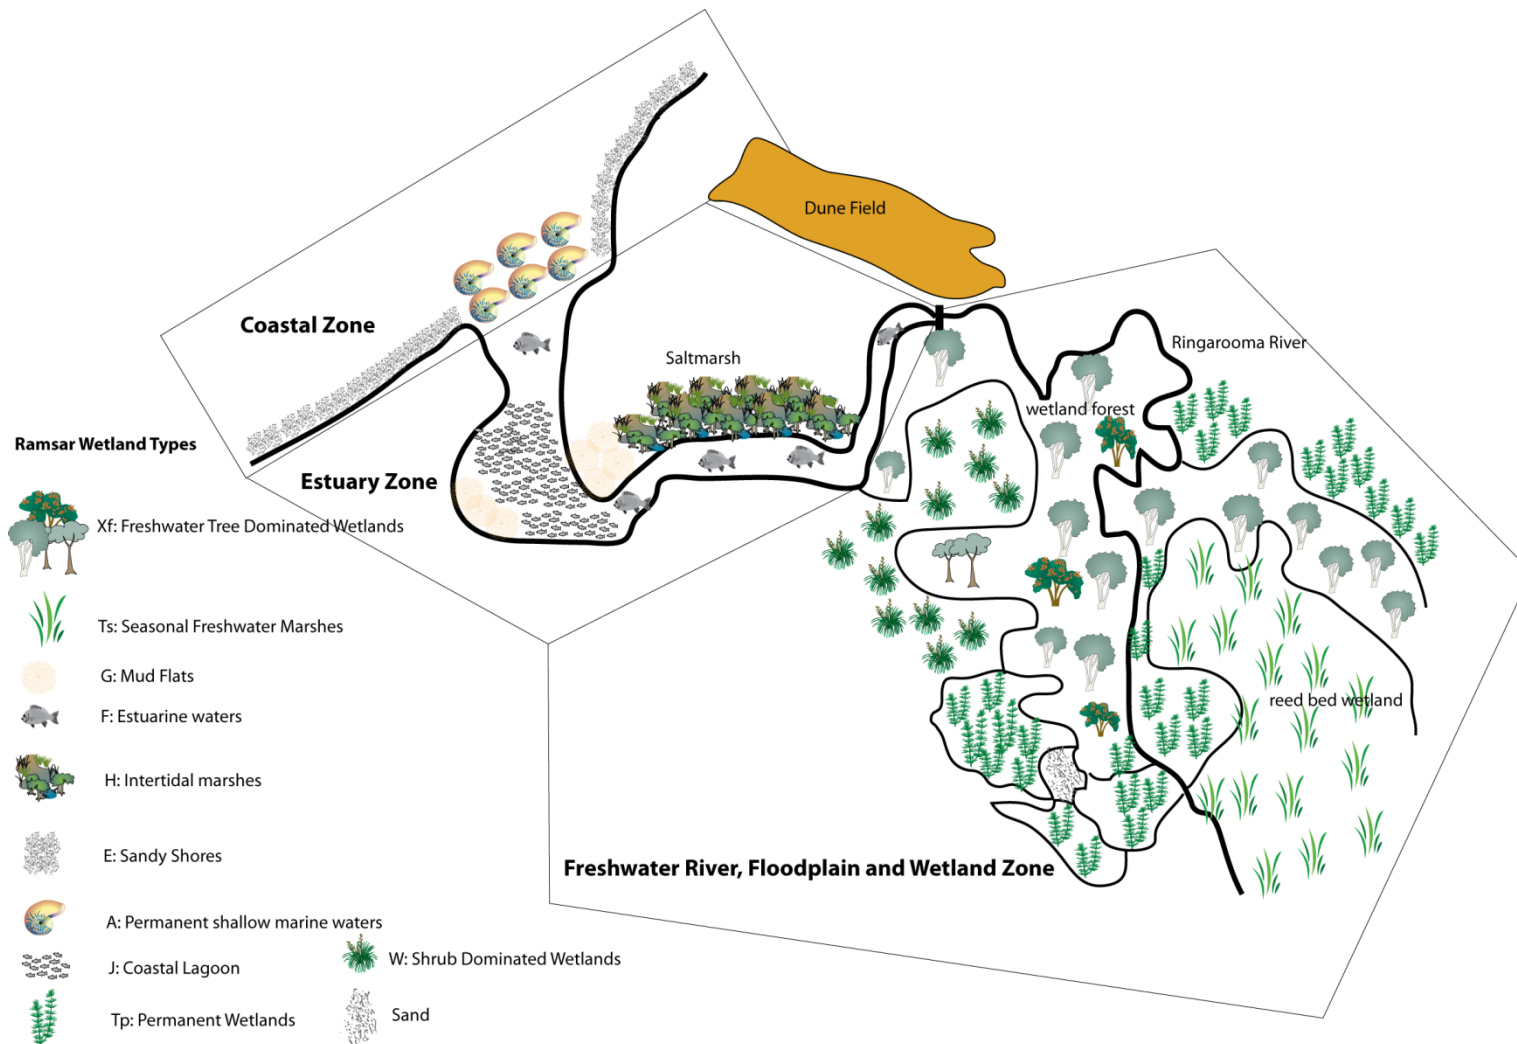 Dune Field
Coastal Zone
Ringarooma River
Saltmarsh
wetland forest
Ramsar Wetland Types
Estuary Zone
Xf: Freshwater Tree Dominated Wetlands
Ts: Seasonal Freshwater Marshes
G: Mud Flats
reed bed wetland
F: Estuarine waters
H: Intertidal marshes
E: Sandy Shores
Freshwater River, Floodplain and Wetland Zone
A: Permanent shallow marine waters
J: Coastal Lagoon
W: Shrub Dominated Wetlands
Tp: Permanent Wetlands
Sand